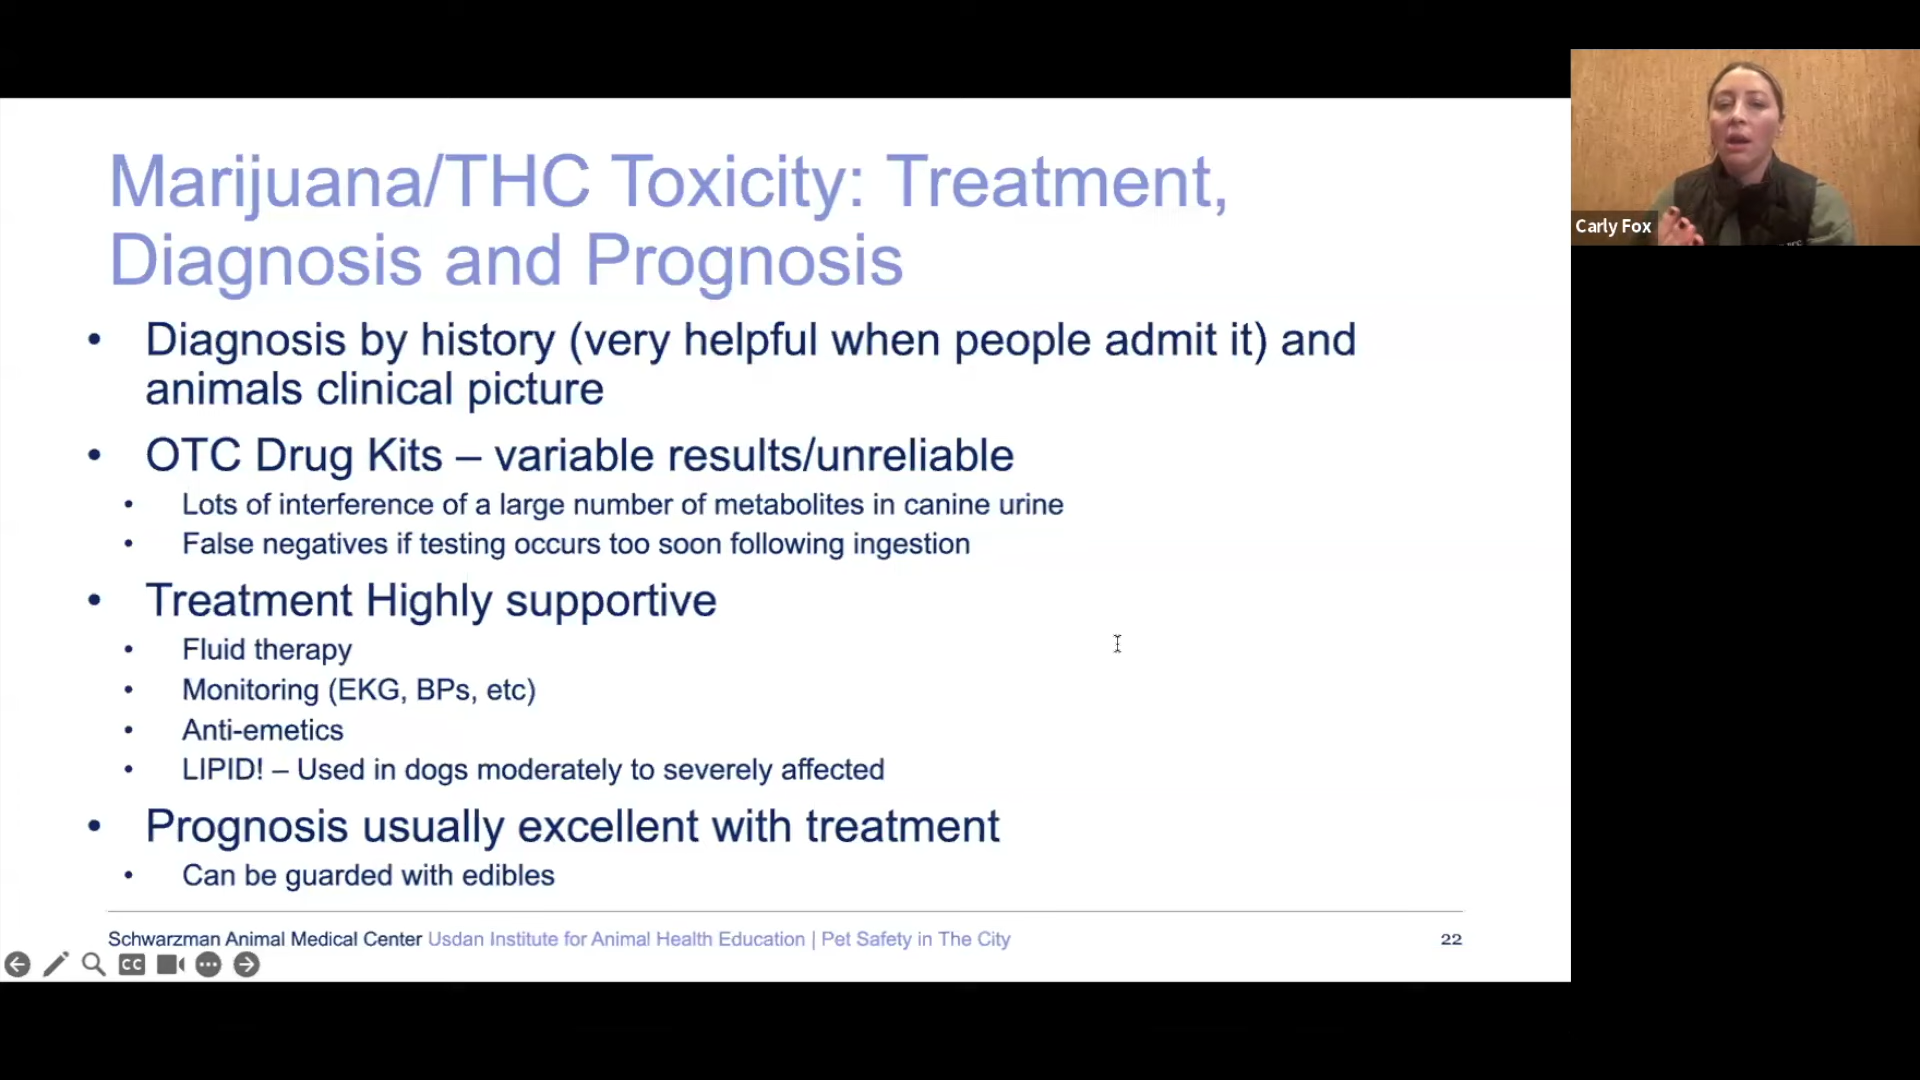 Marijuana/THC Toxicity: Treatment,
Diagnosis and Prognosis
• Diagnosis by history (very helpful when people admit it) and
animals clinical picture
• OTC Drug Kits – variable results/unreliable
• Lots of interference of a large number of metabolites in canine urine
• False negatives if testing occurs too soon following ingestion
• Treatment Highly supportive
• Fluid therapy
• Monitoring (EKG, BPs, etc)
• Anti-emetics
• LIPID! – Used in dogs moderately to severely affected
• Prognosis usually excellent with treatment
• Can be guarded with edibles
Schwarzman Animal Medical Center Usdan Institute for Animal Health Education | Pet Safety in The City
22
CC
Carly Fox